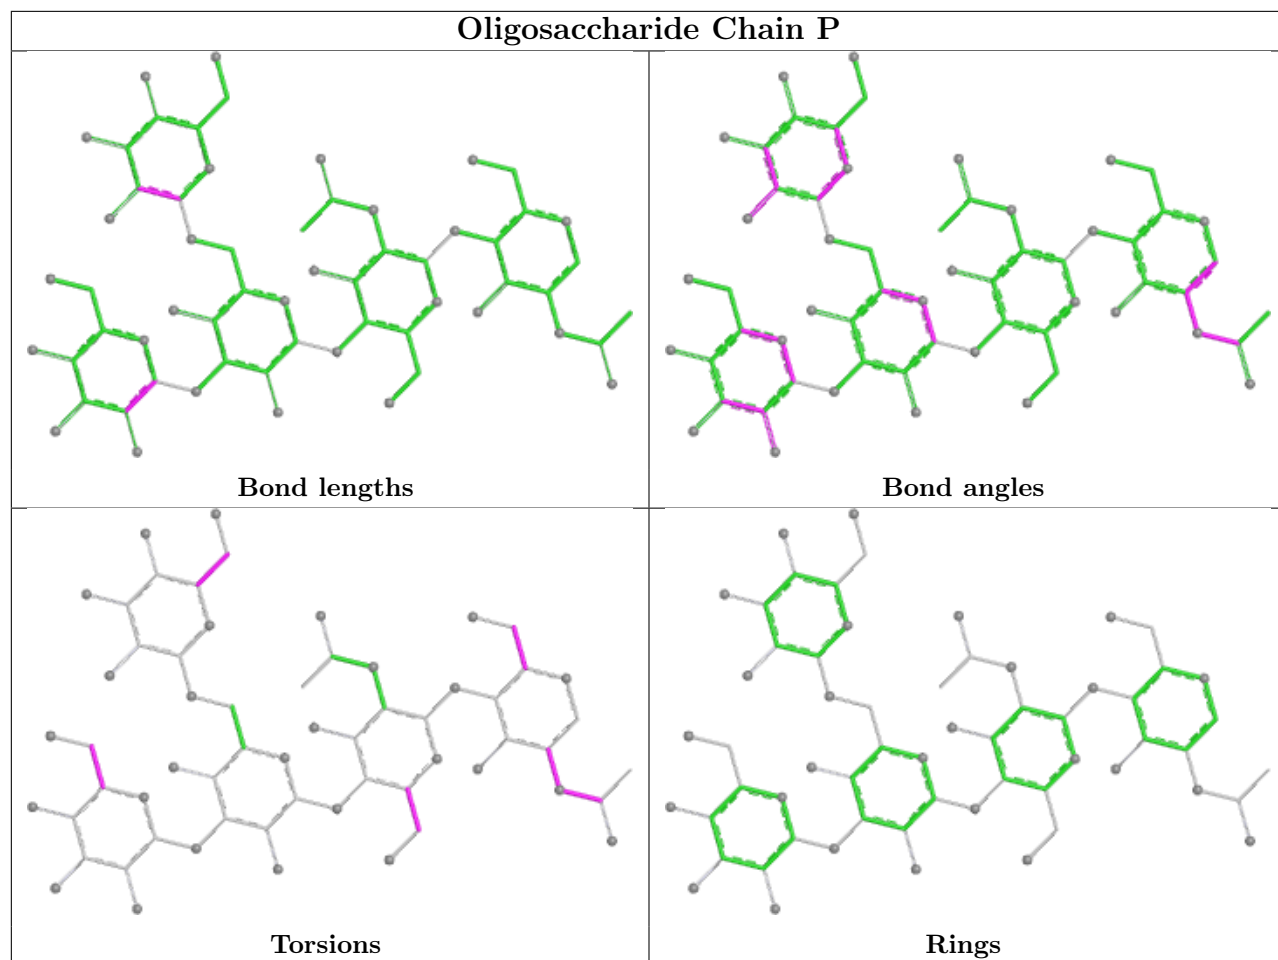 Oligosaccharide Chain P
Bond lengths
Bond angles
Torsions
Rings